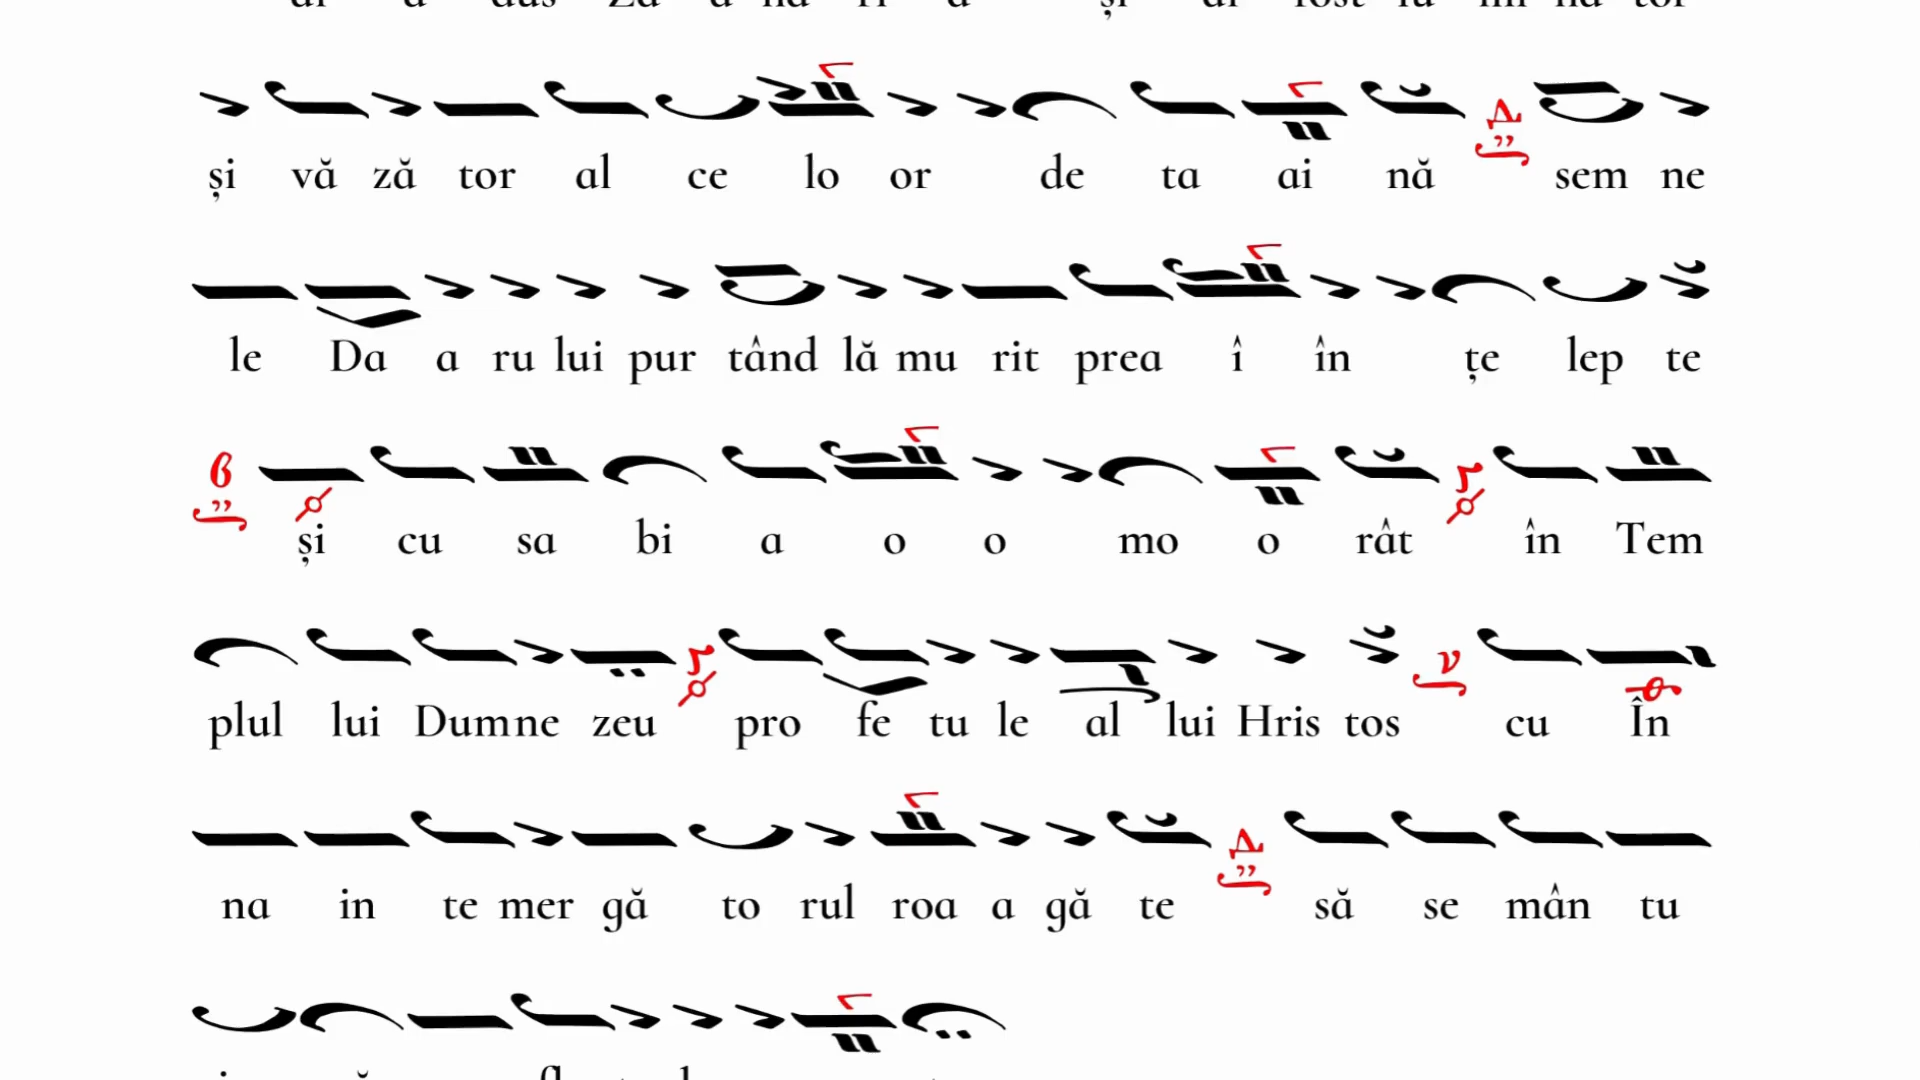 și vă ză tor al ce lo or de ta ai nă sem ne
le Da a ru lui pur tând lă mu rit prea î în țe lep te
și cu sa bi a o o mo o rât în Tem
plul lui Dumne zeu pro fe tu le al lui Hris tos cu În
na in te mer gă to rul roa a gă te să se mân tu